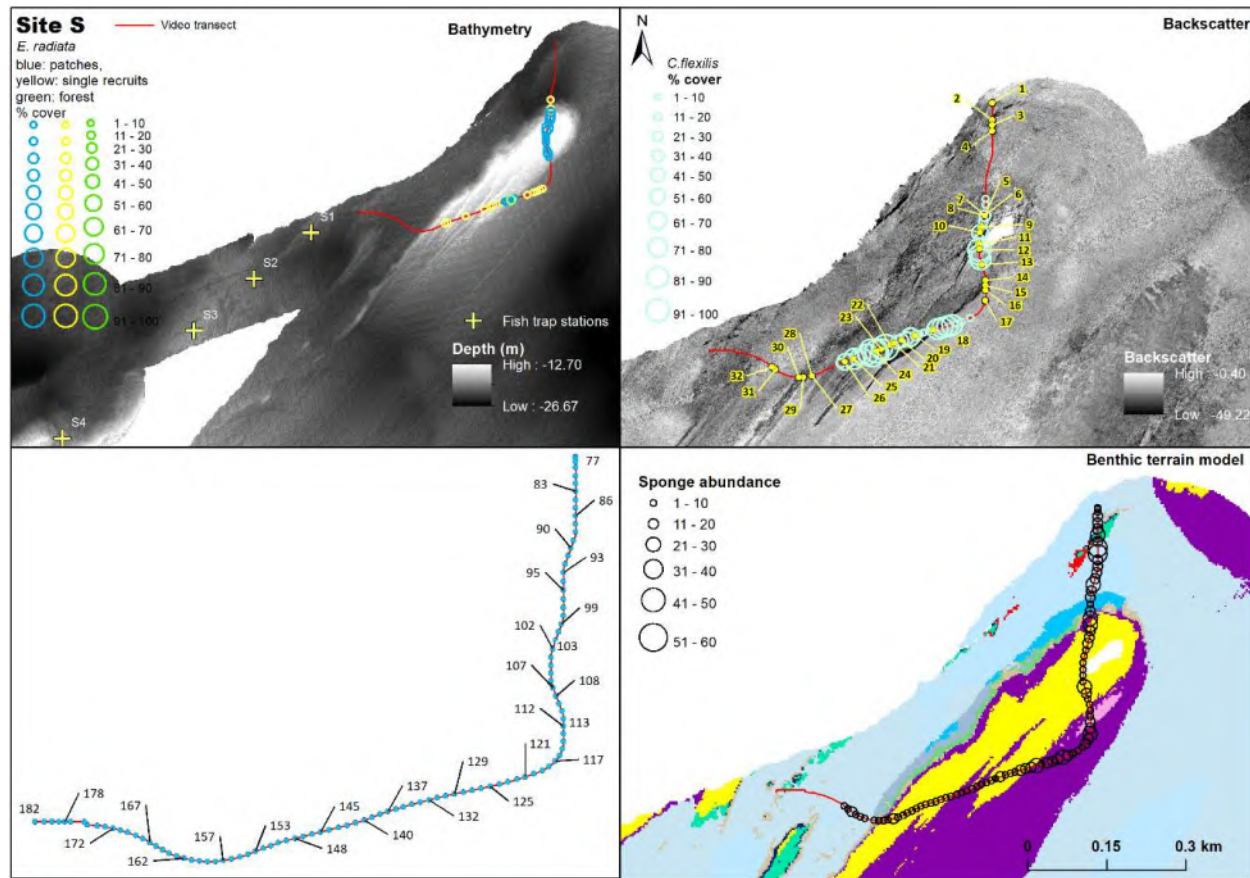 Site S
Video transect
E. radiata
blue: patches,
yellow: single recruits
green: forest
% cover
1 - 10
11 - 20
21 - 30
31 - 40
41 - 50
51 - 60
61 - 70
71 - 80
81 - 90
91 - 100
Bathymetry
S1
S2
S3
S4
Fish trap stations
Depth (m)
High : -12.70
Low : -26.67
N
Backscatter
C.flexilis
% cover
1 - 10
11 - 20
21 - 30
31 - 40
41 - 50
51 - 60
61 - 70
71 - 80
81 - 90
91 - 100
1
2
3
4
5
7
6
8
9
10
11
12
13
14
15
16
17
22
23
18
19
20
21
24
25
26
28
30
32
31
29
27
Backscatter
High -0.40
Low -49.22
77
83
86
90
93
95
99
102
103
107
108
112
113
121
117
129
125
137
132
145
140
178
182
167
153
148
157
172
162
Benthic terrain model
Sponge abundance
1 - 10
11 - 20
21 - 30
31 - 40
41 - 50
51 - 60
0 0.15 0.3 km